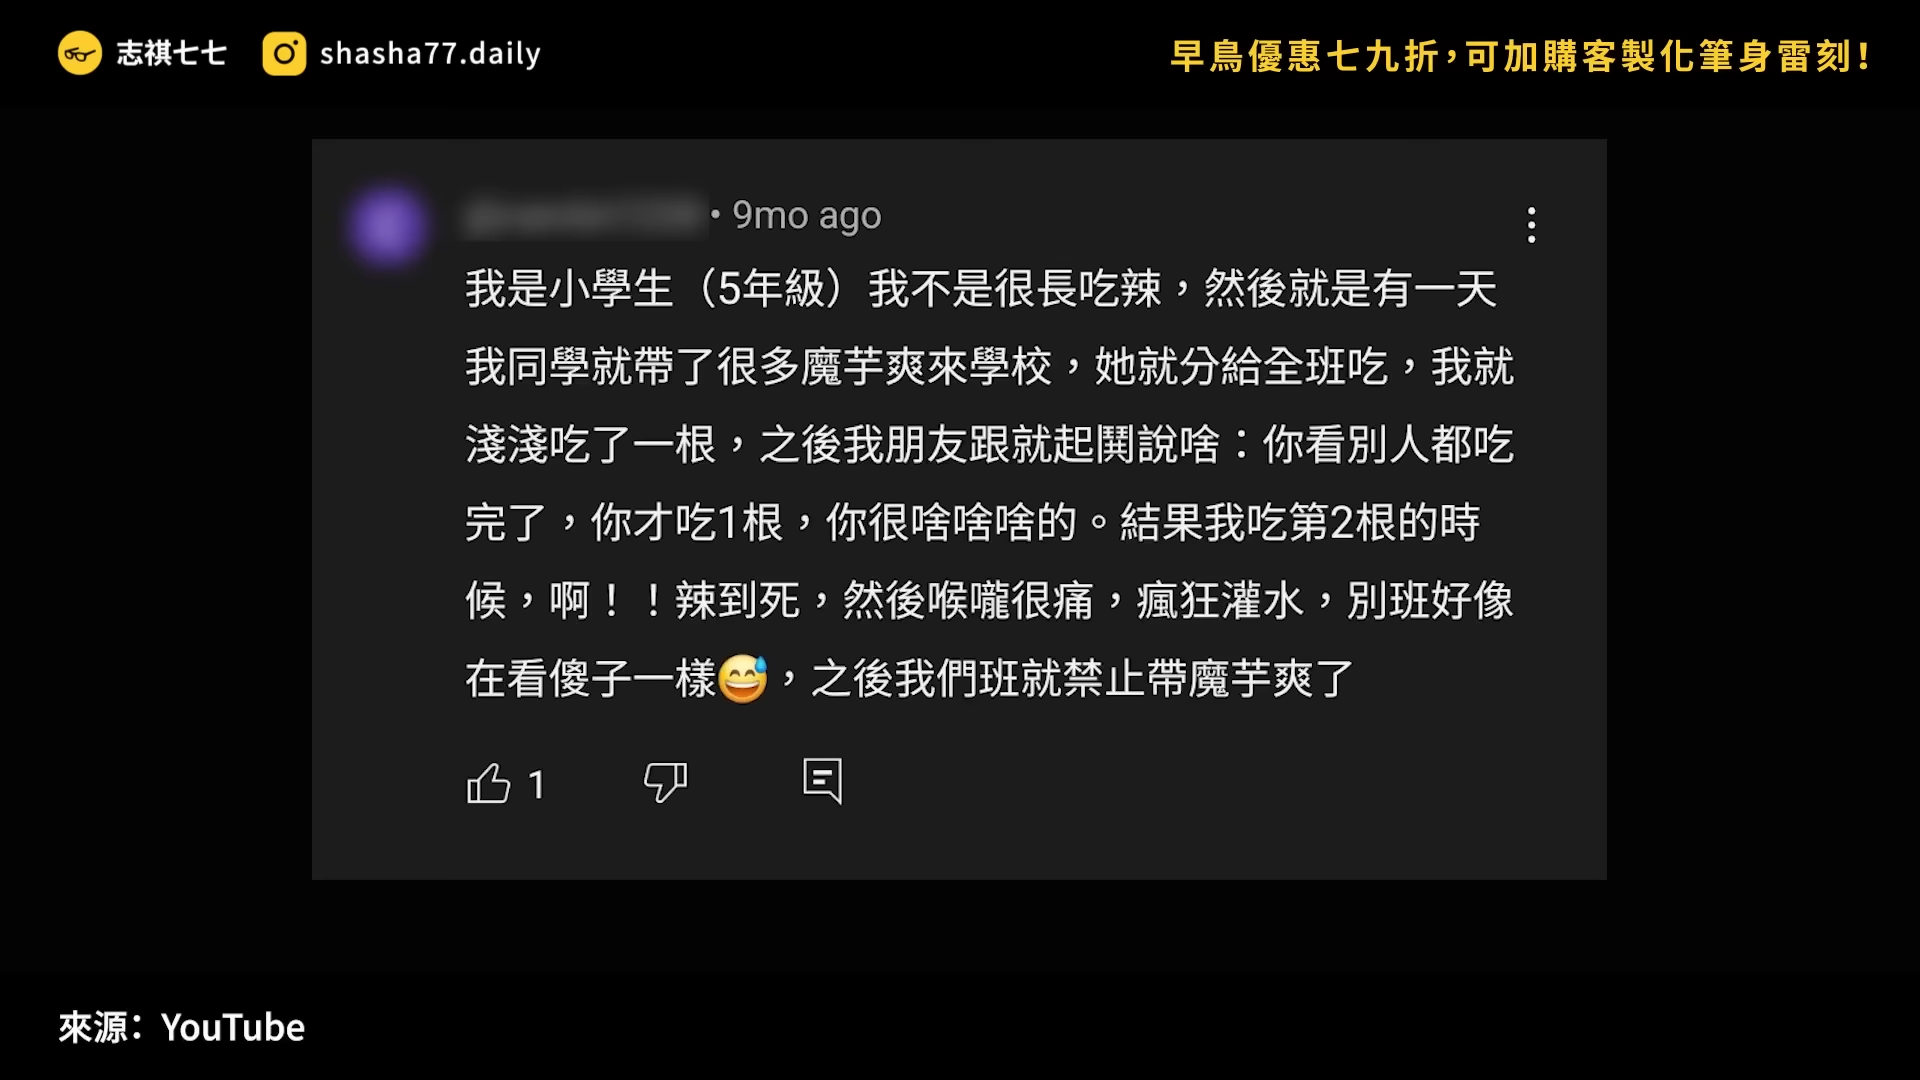 志祺七七 shasha77.daily
早鳥優惠七九折,可加購客製化筆身雷刻!
• 9mo ago
我是小學生（5年級）我不是很長吃辣，然後就是有一天
我同學就帶了很多魔芋爽來學校，她就分給全班吃，我就
淺淺吃了一根，之後我朋友跟就起鬨說啥：你看別人都吃
完了，你才吃1根，你很啥啥啥的。結果我吃第2根的時
候，啊！！辣到死，然後喉嚨很痛，瘋狂灌水，別班好像
在看傻子一樣😅，之後我們班就禁止帶魔芋爽了
1
來源：YouTube